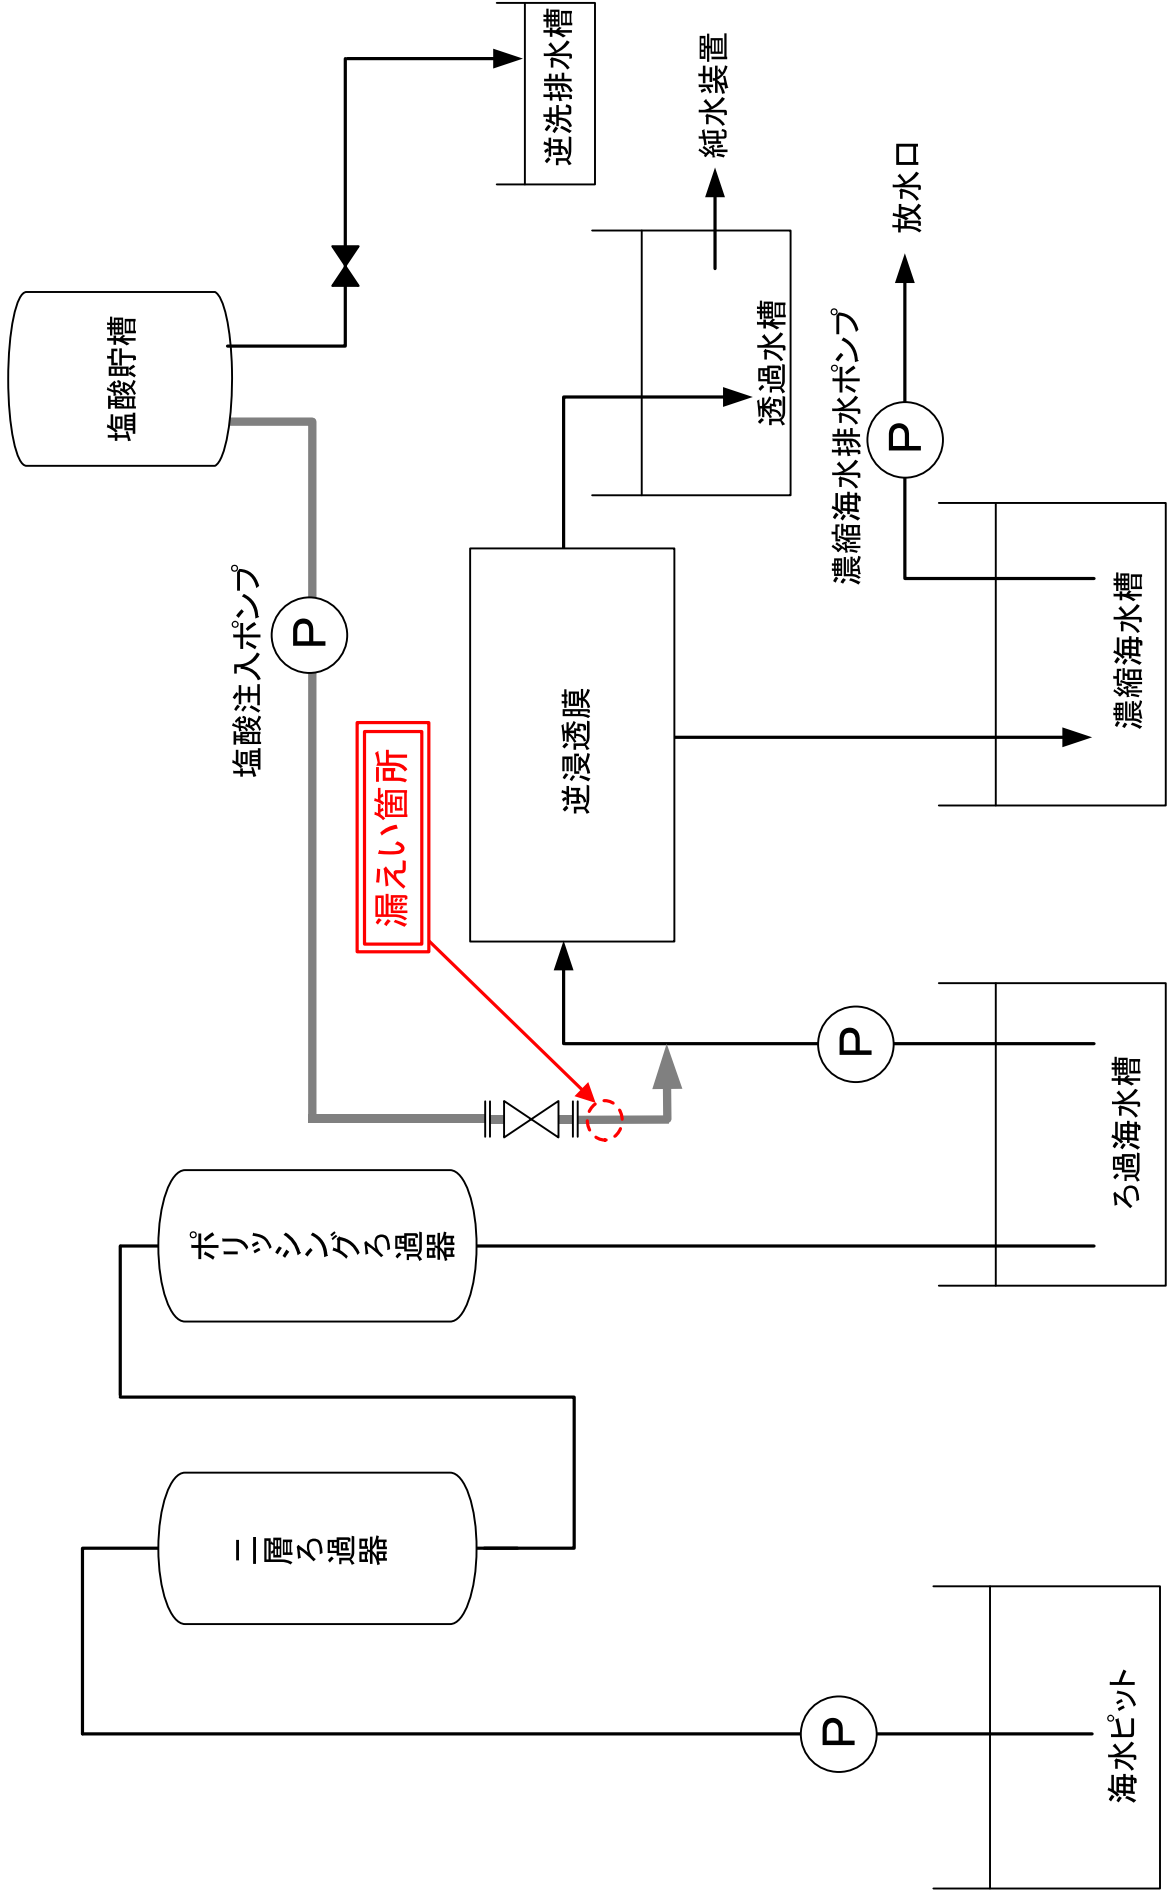 塩酸貯槽
逆洗排水槽
純水装置
放水口
塩酸注入ポンプ
P
漏えい箇所
逆浸透膜
透過水槽
濃縮海水排水ポンプ
P
濃縮海水槽
ポリッシングろ過器
P
ろ過海水槽
二層ろ過器
P
海水ピット